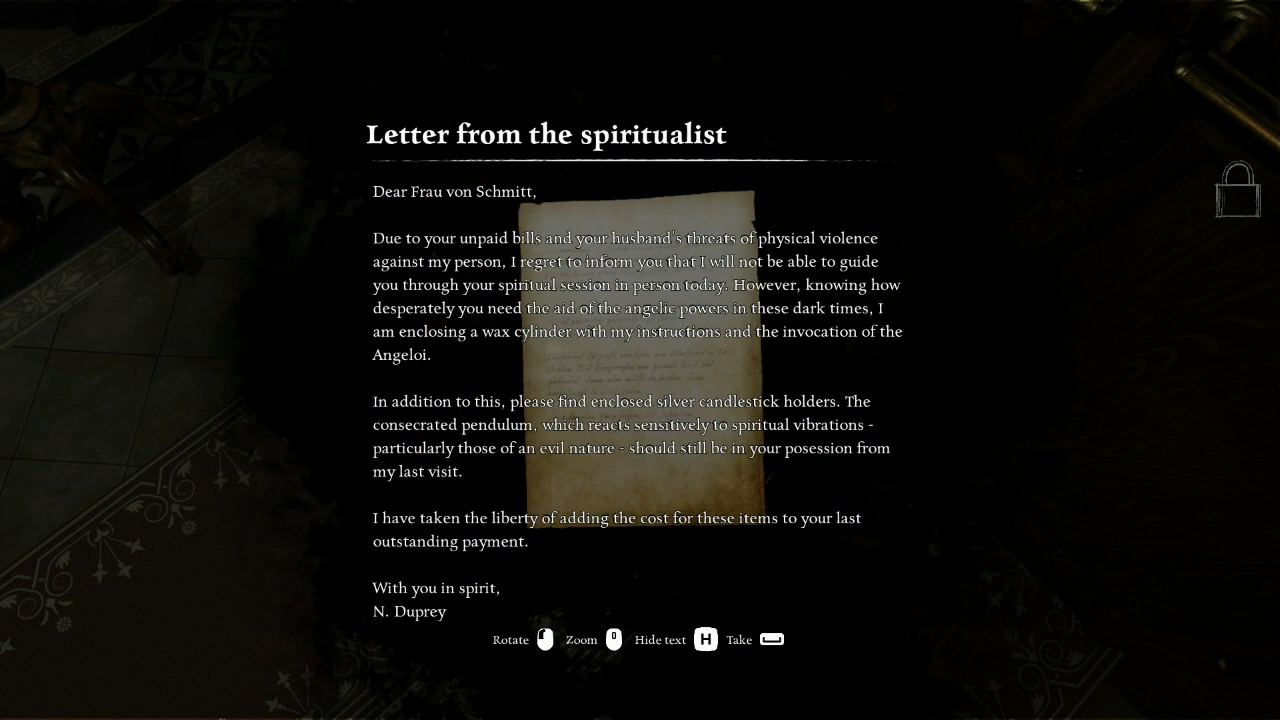 Letter from the spiritualist
Dear Frau von Schmitt,
Due to your unpaid bills and your husband's threats of physical violence
against my person, I regret to inform you that I will not be able to guide
you through your spiritual session in person today. However, knowing how
desperately you need the aid of the angelic powers in these dark times, I
am enclosing a wax cylinder with my instructions and the invocation of the
Angeloi.
In addition to this, please find enclosed silver candlestick holders. The
consecrated pendulum, which reacts sensitively to spiritual vibrations -
particularly those of an evil nature - should still be in your posession from
my last visit.
I have taken the liberty of adding the cost for these items to your last
outstanding payment.
With you in spirit,
N. Duprey
Rotate Zoom Hide text H Take